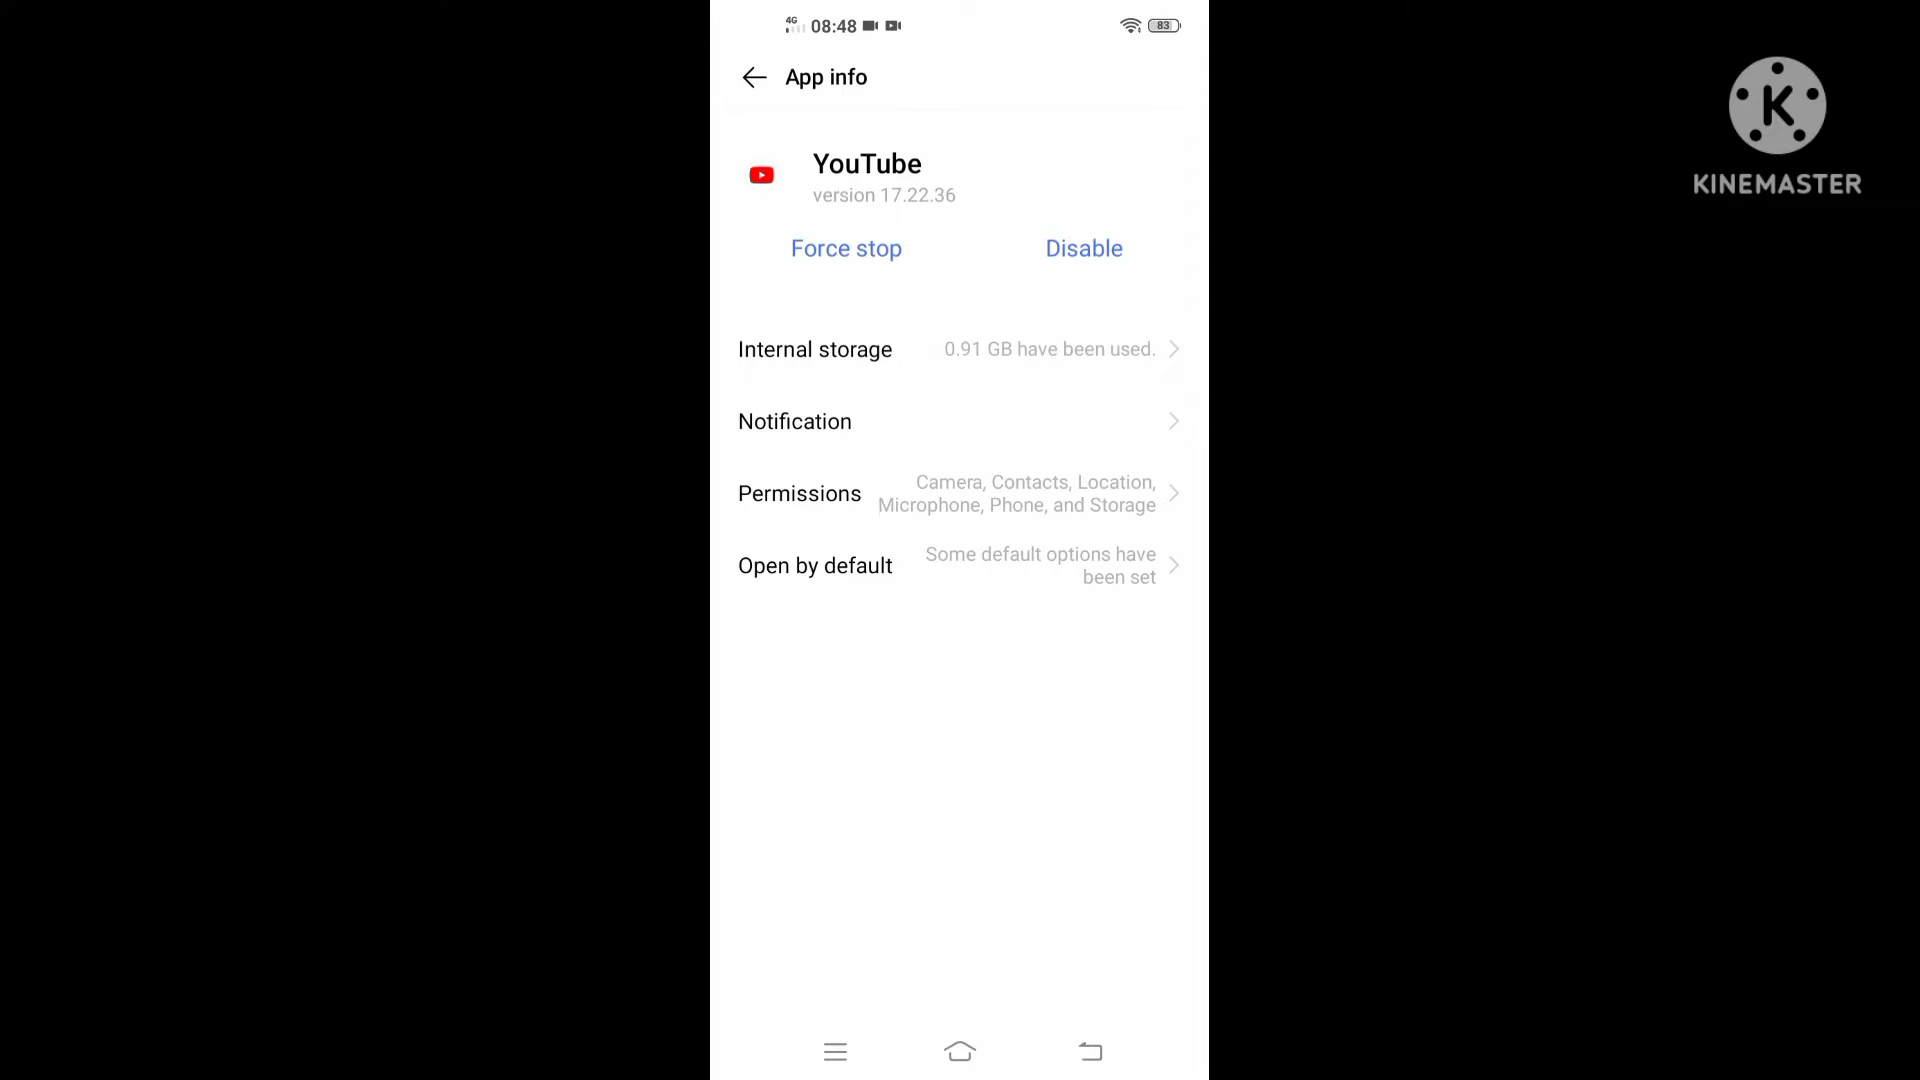 4G 08:48
83
App info
K
KINEMASTER
YouTube
version 17.22.36
Force stop
Disable
Internal storage
0.91 GB have been used.
Notification
Permissions
Camera, Contacts, Location,
Microphone, Phone, and Storage
Open by default
Some default options have
been set